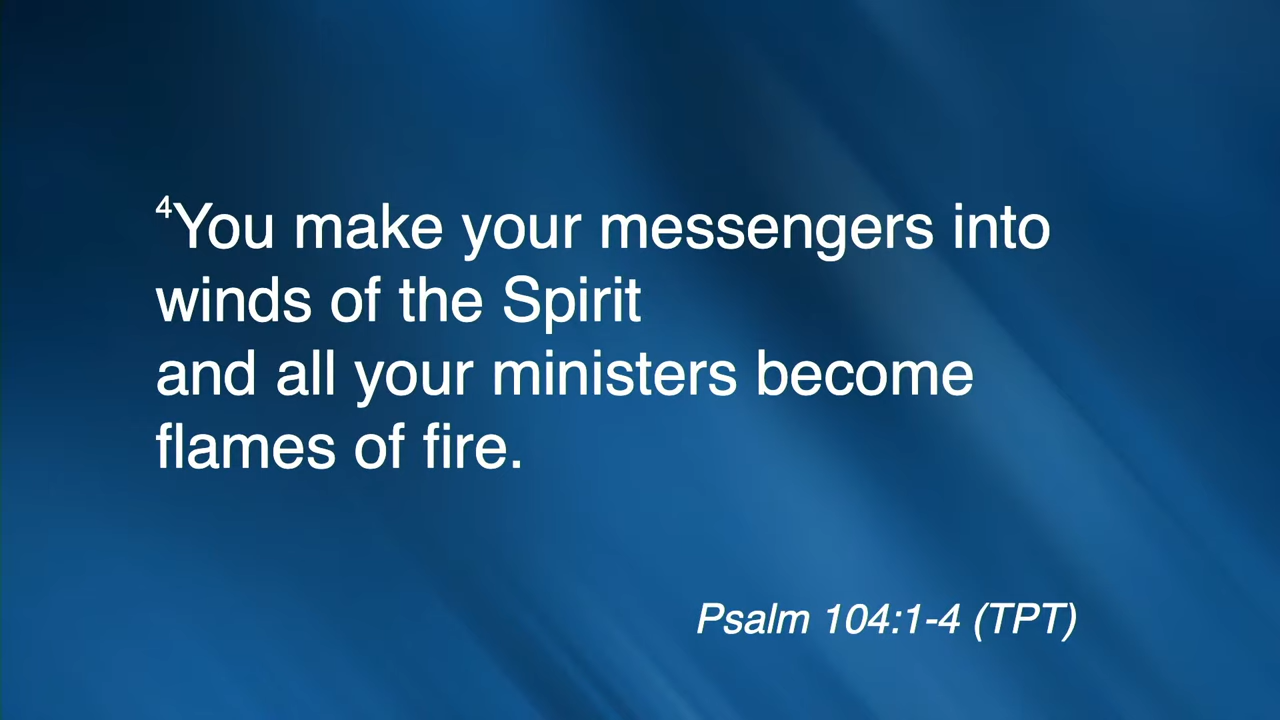 ⁴You make your messengers into
winds of the Spirit
and all your ministers become
flames of fire.
Psalm 104:1-4 (TPT)